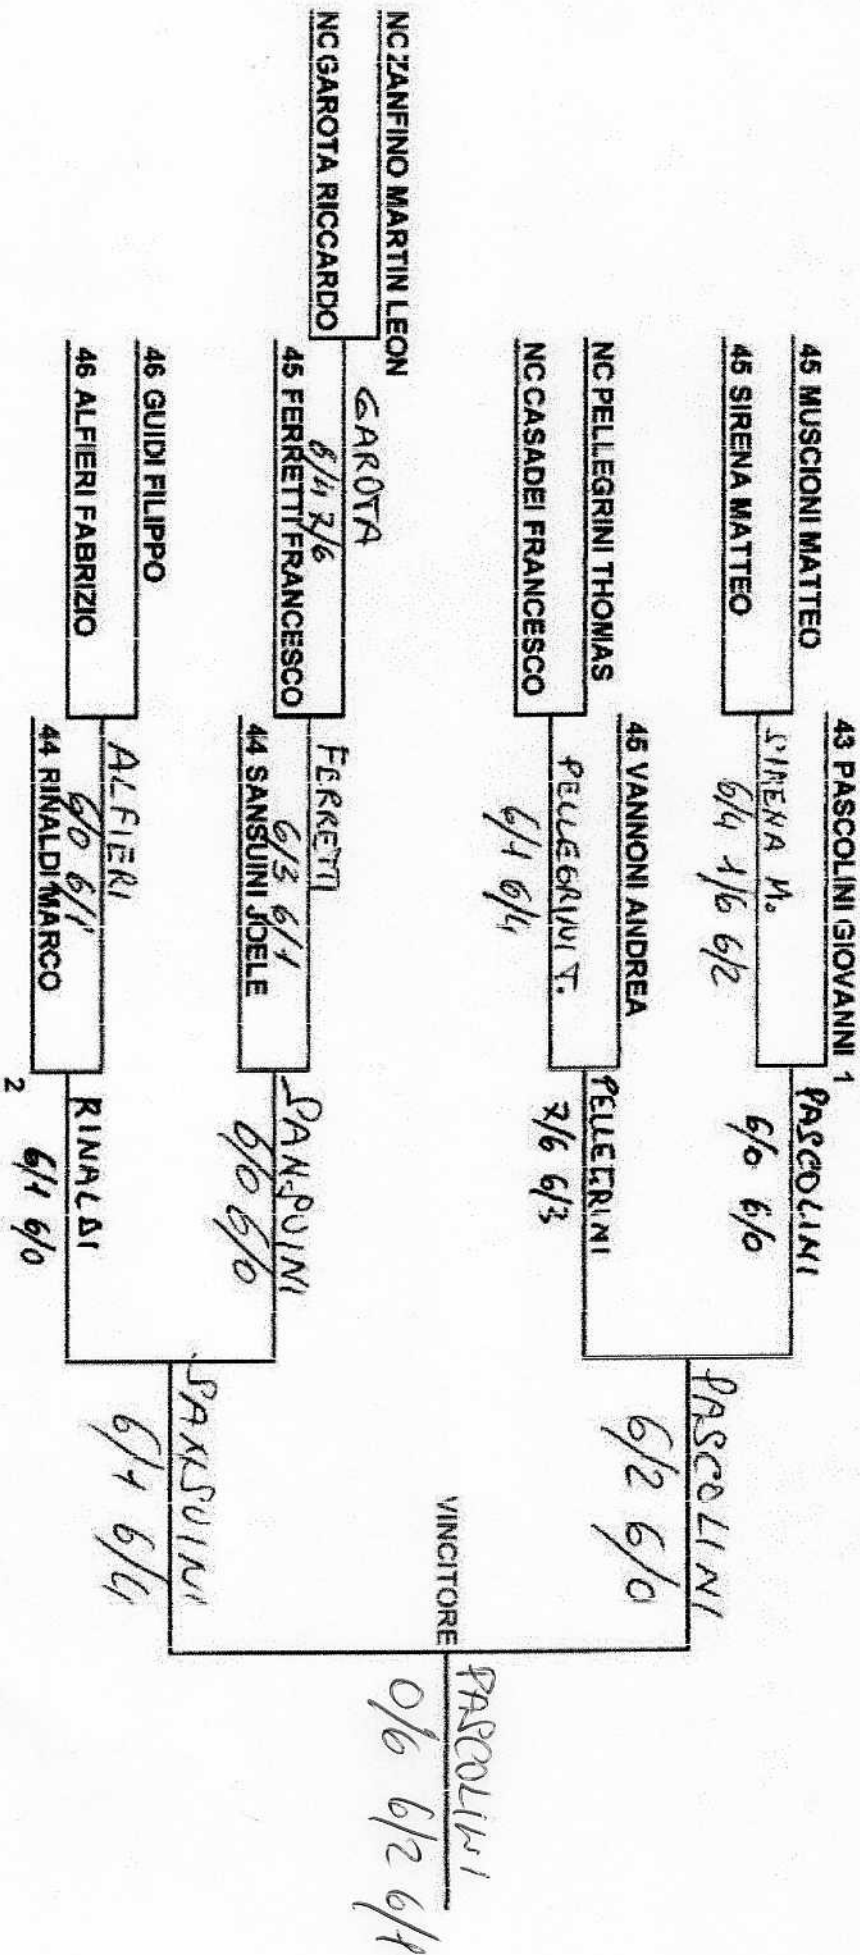 43 PASCOLINI GIOVANNI 1
45 MUSCIONI MATTEO
45 SIRENA MATTEO
SIRENA M.
6/4 1/6 6/2
PASCOLINI
6/0 6/0
45 VANNONI ANDREA
NC PELLEGRINI THOMAS
NC CASADEI FRANCESCO
PELLEGRINI T.
6/1 6/4
PELLEGRINI
7/6 6/3
PASCOLINI
6/2 6/0
NC ZANFINO MARTIN LEON
NC GAROTA RICCARDO
GAROTA
6/4 7/6
45 FERRETTI FRANCESCO
FERRETTI
6/3 6/1
44 SANSUINI JOELE
SANSUINI
6/0 6/0
46 GUIDI FILIPPO
46 ALFIERI FABRIZIO
ALFIERI
6/0 6/1
44 RINALDI MARCO
2
RINALDI
6/1 6/0
SANSUINI
6/1 6/4
VINCITORE
PASCOLINI
0/6 6/2 6/1